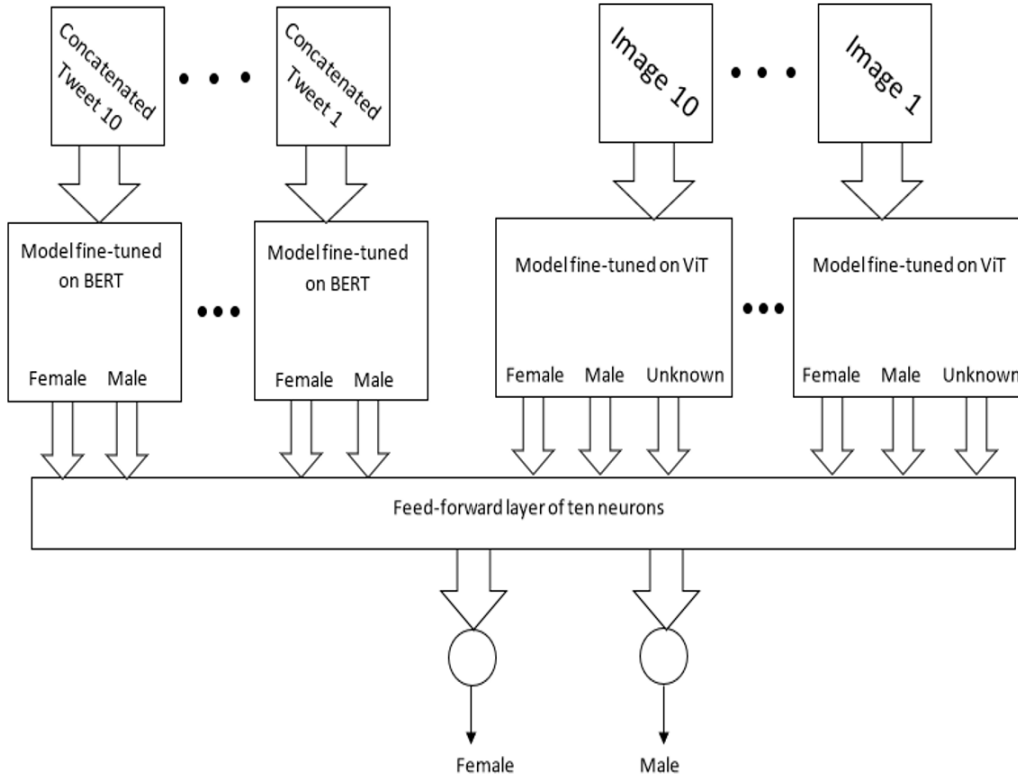 Concatenated
Tweet 10
Concatenated
Tweet 1
Image 10
Image 1
Model fine-tuned
on BERT
Female Male
Model fine-tuned
on BERT
Female Male
Model fine-tuned on ViT
Female Male Unknown
Model fine-tuned on ViT
Female Male Unknown
Feed-forward layer of ten neurons
Female
Male